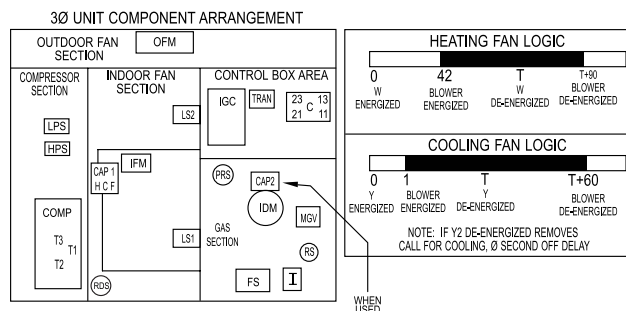 3Ø UNIT COMPONENT ARRANGEMENT
OUTDOOR FAN
SECTION
OFM
COMPRESSOR
SECTION
INDOOR FAN
SECTION
CONTROL BOX AREA
LS2
IGC
TRAN
23 C 13
21 11
LPS
HPS
IFM
CAP 1
H C F
PRS
CAP2
IDM
MGV
COMP
T3
T1
T2
LS1
GAS
SECTION
RS
RDS
FS
I
WHEN
USED
HEATING FAN LOGIC
0 42 T T+90
W
ENERGIZED
BLOWER
ENERGIZED
W
DE-ENERGIZED
BLOWER
DE-ENERGIZED
COOLING FAN LOGIC
0 1 T T+60
Y
ENERGIZED
BLOWER
ENERGIZED
Y
DE-ENERGIZED
BLOWER
DE-ENERGIZED
NOTE: IF Y2 DE-ENERGIZED REMOVES
CALL FOR COOLING, Ø SECOND OFF DELAY